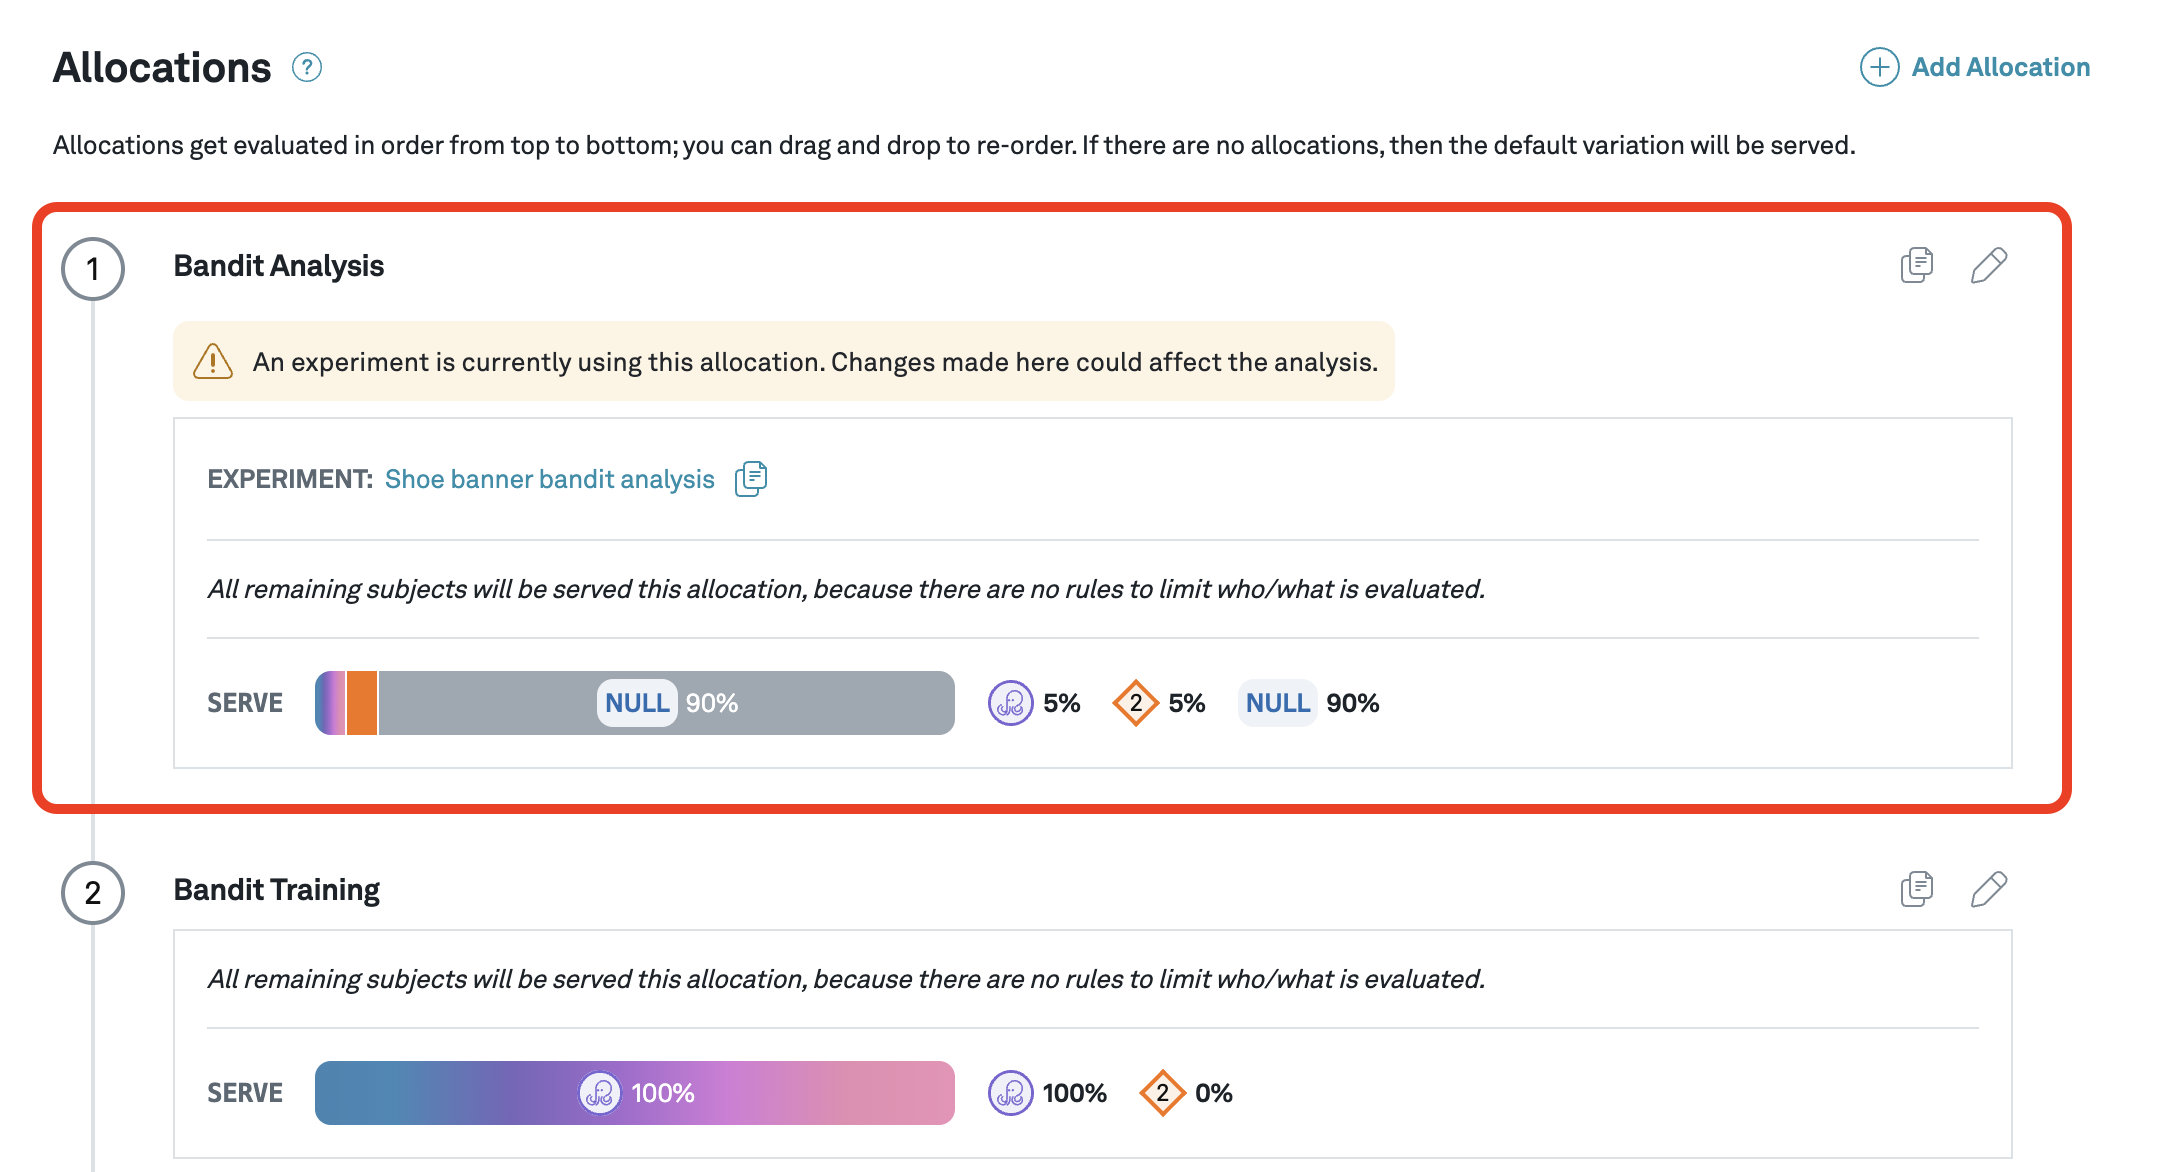 Allocations ?
Add Allocation
Allocations get evaluated in order from top to bottom; you can drag and drop to re-order. If there are no allocations, then the default variation will be served.
1 Bandit Analysis
An experiment is currently using this allocation. Changes made here could affect the analysis.
EXPERIMENT: Shoe banner bandit analysis
All remaining subjects will be served this allocation, because there are no rules to limit who/what is evaluated.
SERVE NULL 90% 5% 2 5% NULL 90%
2 Bandit Training
All remaining subjects will be served this allocation, because there are no rules to limit who/what is evaluated.
SERVE 100% 100% 2 0%